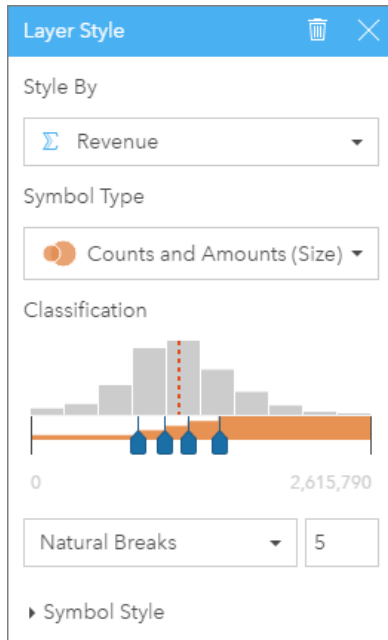 Layer Style
Style By
Revenue
Symbol Type
Counts and Amounts (Size)
Classification
0 2,615,790
Natural Breaks 5
Symbol Style